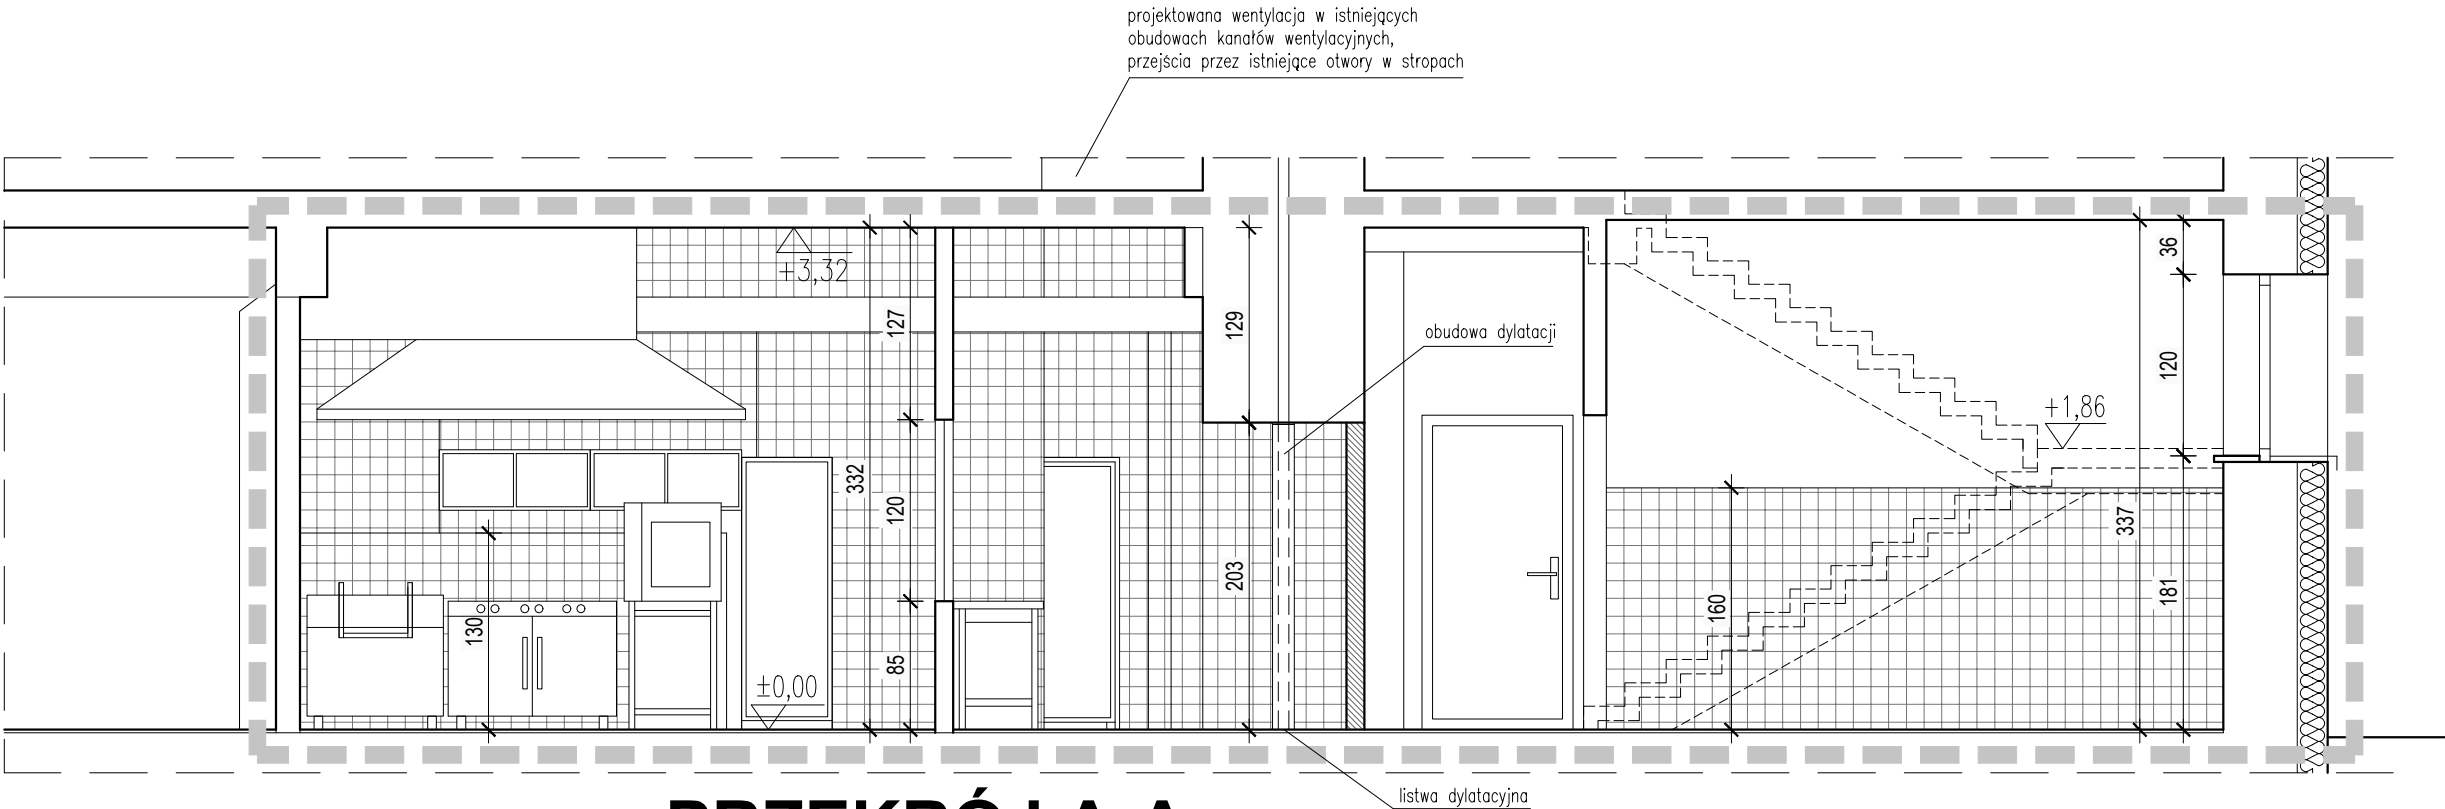 projektowana wentylacja w istniejących
obudowach kanałów wentylacyjnych,
przejścia przez istniejące otwory w stropach
+3,32
127
129
36
obudowa dylatacji
120
+1,86
332
120
203
337
130
160
181
85
±0,00
listwa dylatacyjna
PRZEKRÓJ A-A